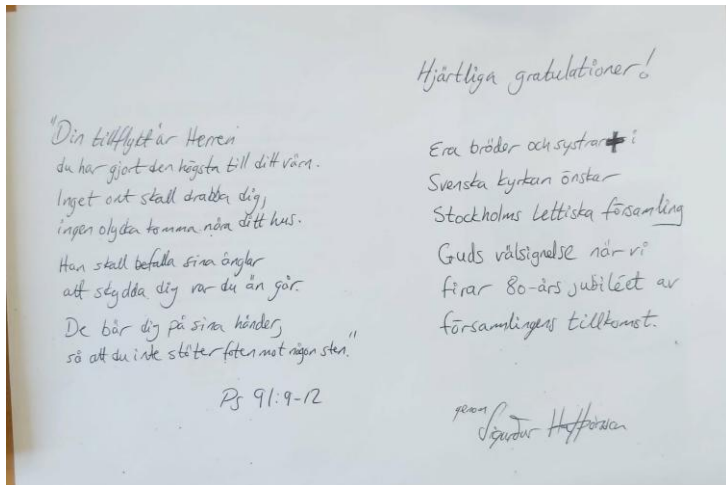 "Din tillflykt är Herren
du har gjort den högsta till ditt värn.
Inget ont skall drabba dig,
ingen olycka komma nära ditt hus.
Han skall befalla sina änglar
att skydda dig var du än går.
De bär dig på sina händer,
så att du inte stöter foten mot någon sten."
Ps 91:9-12
Hjärtliga gratulationer!
Era bröder och systrar i
Svenska kyrkan önskar
Stockholms lettiska församling
Guds välsignelse när vi
firar 80-års jubiléet av
församlingens tillkomst.
genom
Sigurður